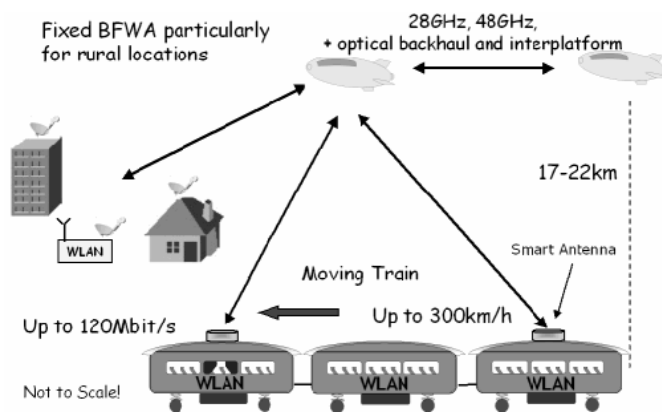 Fixed BFWA particularly
for rural locations
28GHz, 48GHz,
+ optical backhaul and interplatform
17-22km
WLAN
Smart Antenna
Moving Train
Up to 120Mbit/s
Up to 300km/h
WLAN
WLAN
WLAN
Not to Scale!